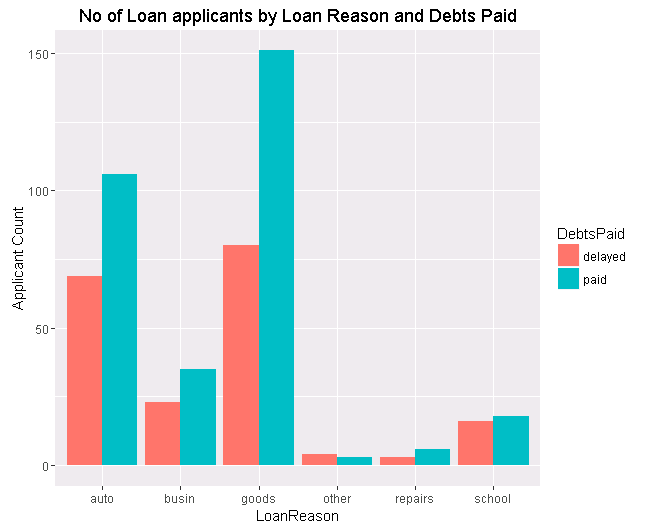 No of Loan applicants by Loan Reason and Debts Paid
150
100
50
0
Applicant Count
auto busin goods other repairs school
LoanReason
DebtsPaid
delayed
paid